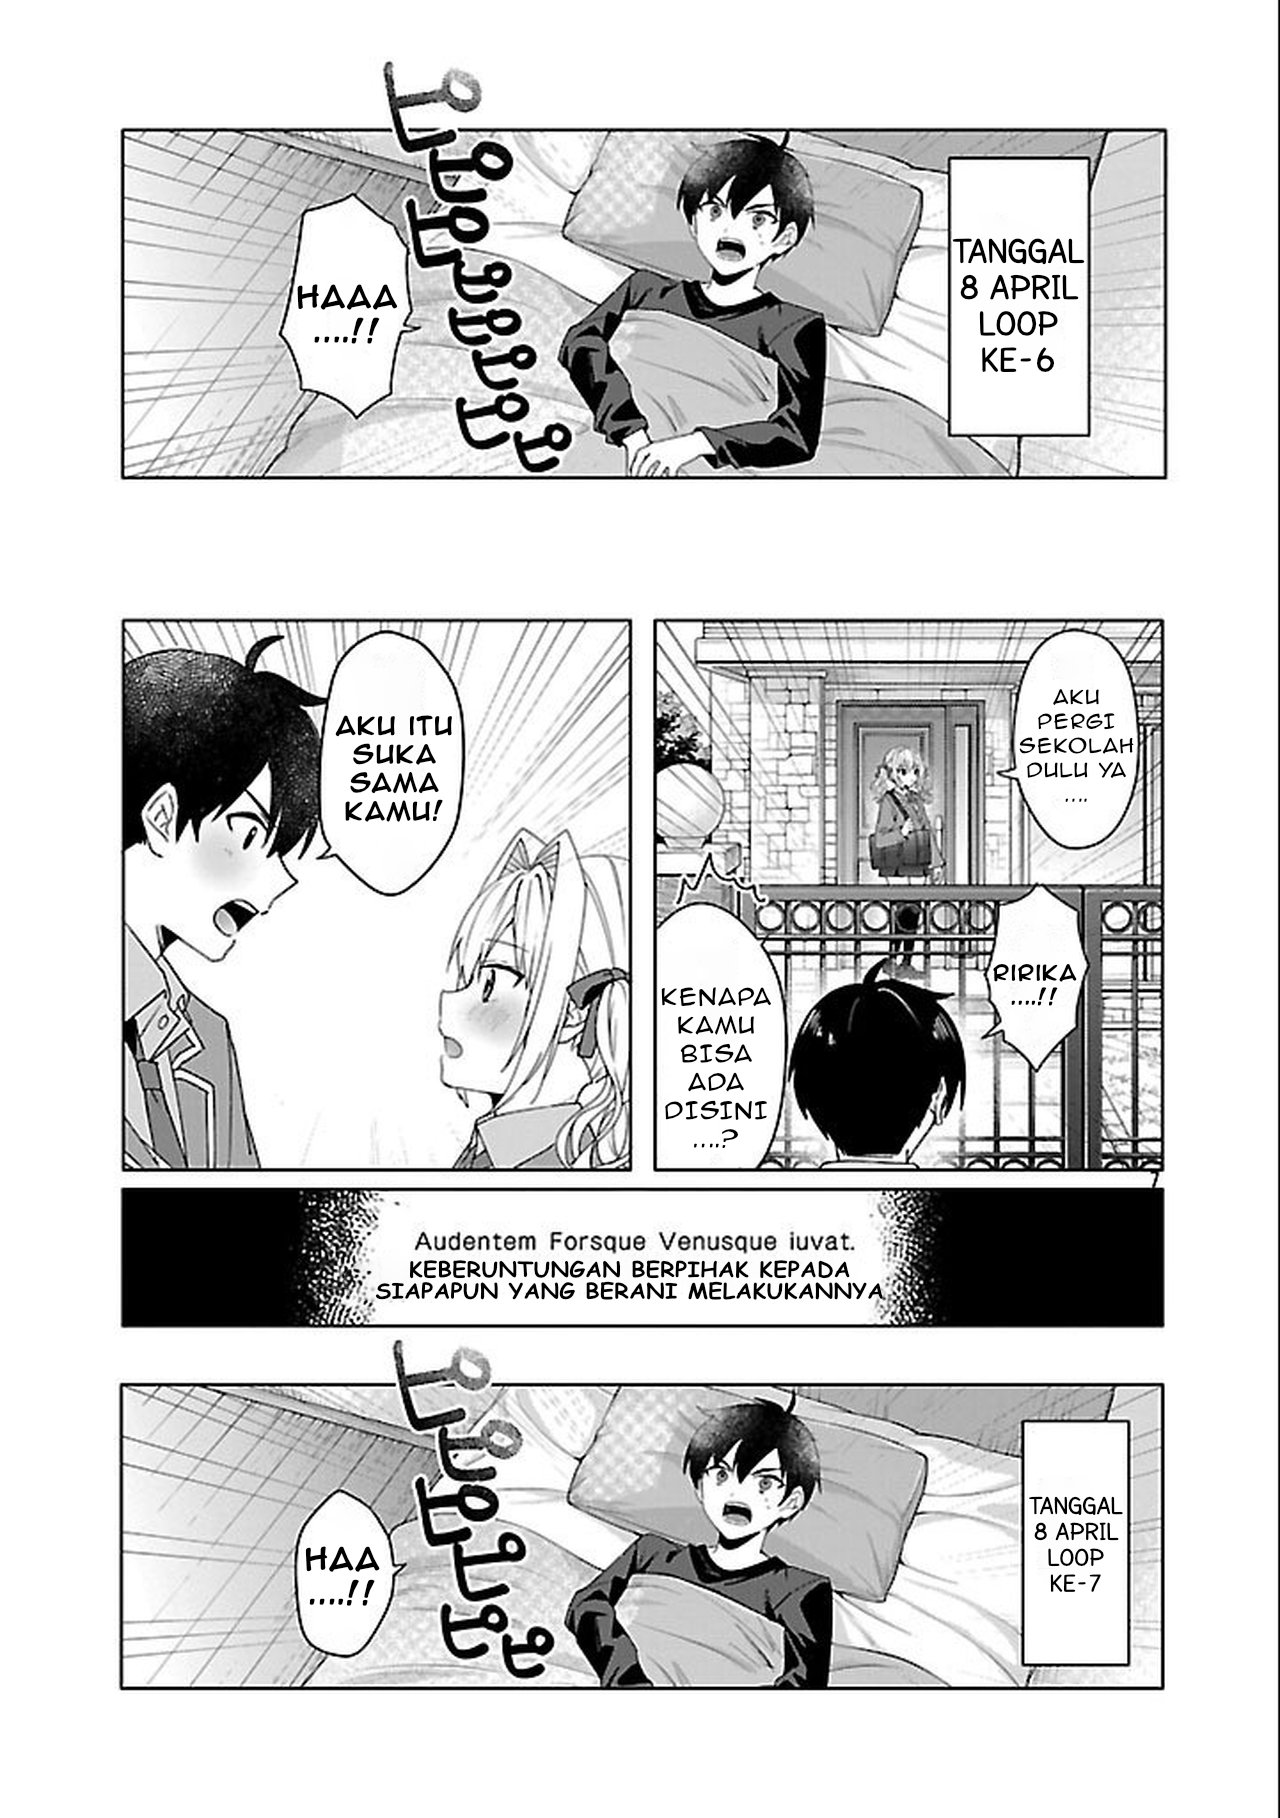 TANGGAL
8 APRIL
LOOP
KE-6
HAAA
....!!
AKU
PERGI
SEKOLAH
DULU YA
....
RIRIKA
....!!
KENAPA
KAMU
BISA
ADA
DISINI
....?
AKU ITU
SUKA
SAMA
KAMU!
Audentem Forsque Venusque iuvat.
KEBERUNTUNGAN BERPIHAK KEPADA
SIAPAPUN YANG BERANI MELAKUKANNYA
TANGGAL
8 APRIL
LOOP
KE-7
HAA
....!!